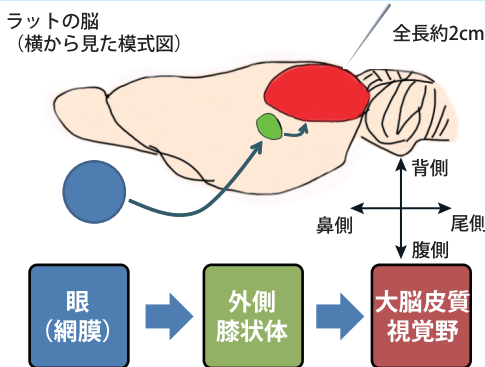 ラットの脳
（横から見た模式図）
全長約2cm
背側
鼻側
尾側
腹側
眼
（網膜）
外側
膝状体
大脳皮質
視覚野